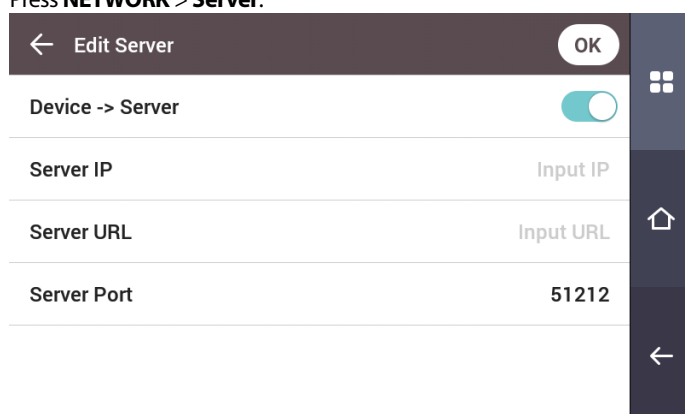 Press NETWORK > Server.
Edit Server
OK
Device -> Server
Server IP
Input IP
Server URL
Input URL
Server Port
51212